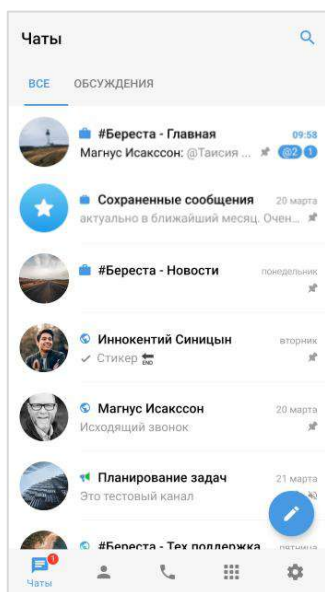 Чаты
ВСЕ ОБСУЖДЕНИЯ
#Береста - Главная 09:58
Магнус Исакссон: @Таисия ... @2 1
Сохраненные сообщения 20 марта
актуально в ближайший месяц. Очен...
#Береста - Новости понедельник
Иннокентий Синицын вторник
Стикер END
Магнус Исакссон 20 марта
Исходящий звонок
Планирование задач 21 марта
Это тестовый канал
#Береста - Тех поддержка пятница
1
Чаты